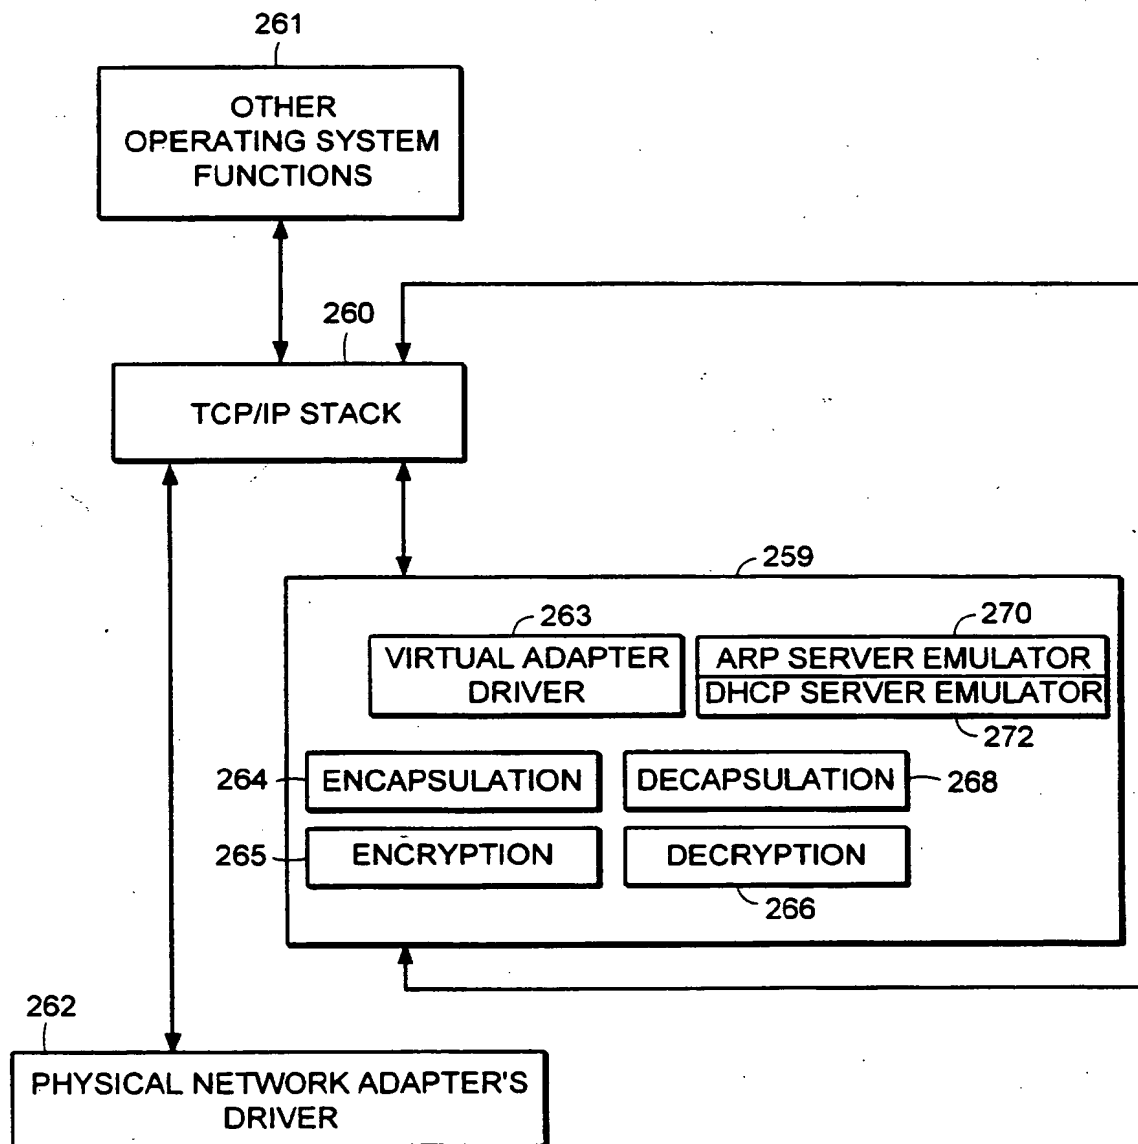 261
OTHER
OPERATING SYSTEM
FUNCTIONS
260
TCP/IP STACK
259
263
270
VIRTUAL ADAPTER
DRIVER
ARP SERVER EMULATOR
DHCP SERVER EMULATOR
272
264
ENCAPSULATION
DECAPSULATION
268
265
ENCRYPTION
DECRYPTION
266
262
PHYSICAL NETWORK ADAPTER'S
DRIVER